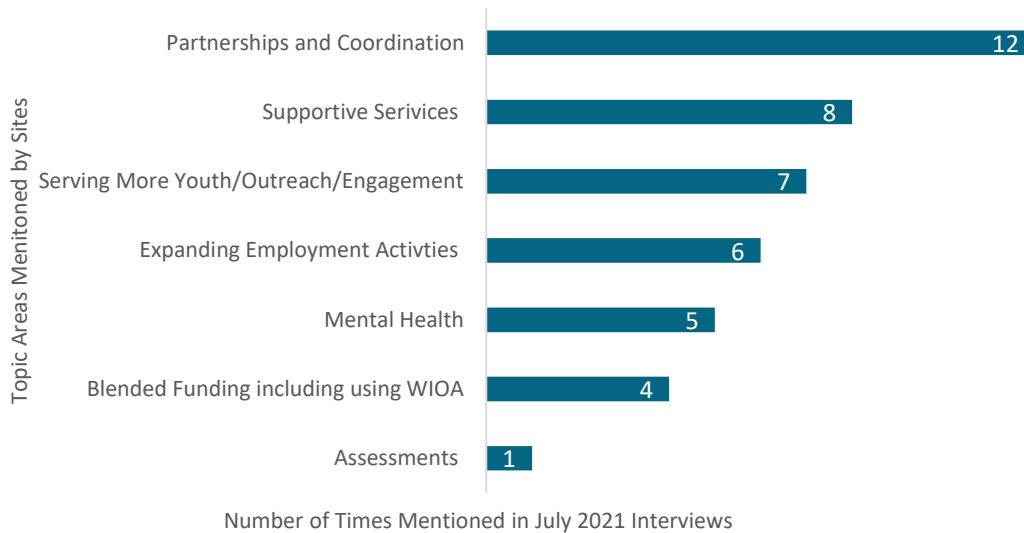 Topic Areas Menitoned by Sites
Partnerships and Coordination 12
Supportive Serivices 8
Serving More Youth/Outreach/Engagement 7
Expanding Employment Activties 6
Mental Health 5
Blended Funding including using WIOA 4
Assessments 1
Number of Times Mentioned in July 2021 Interviews